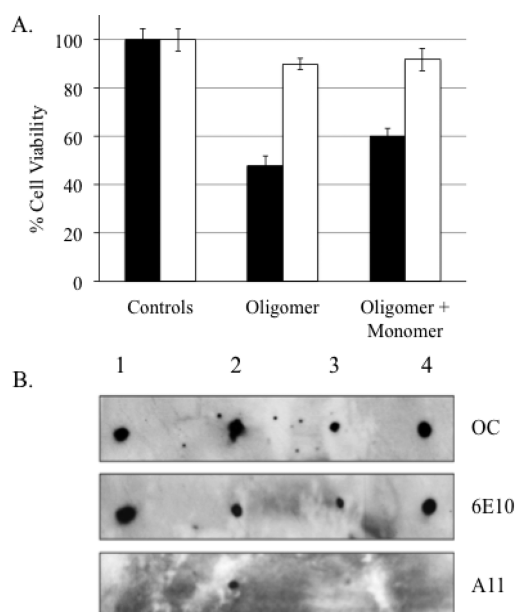 A.
% Cell Viability
100
80
60
40
20
0
Controls
Oligomer
Oligomer +
Monomer
B.
1 2 3 4
OC
6E10
A11